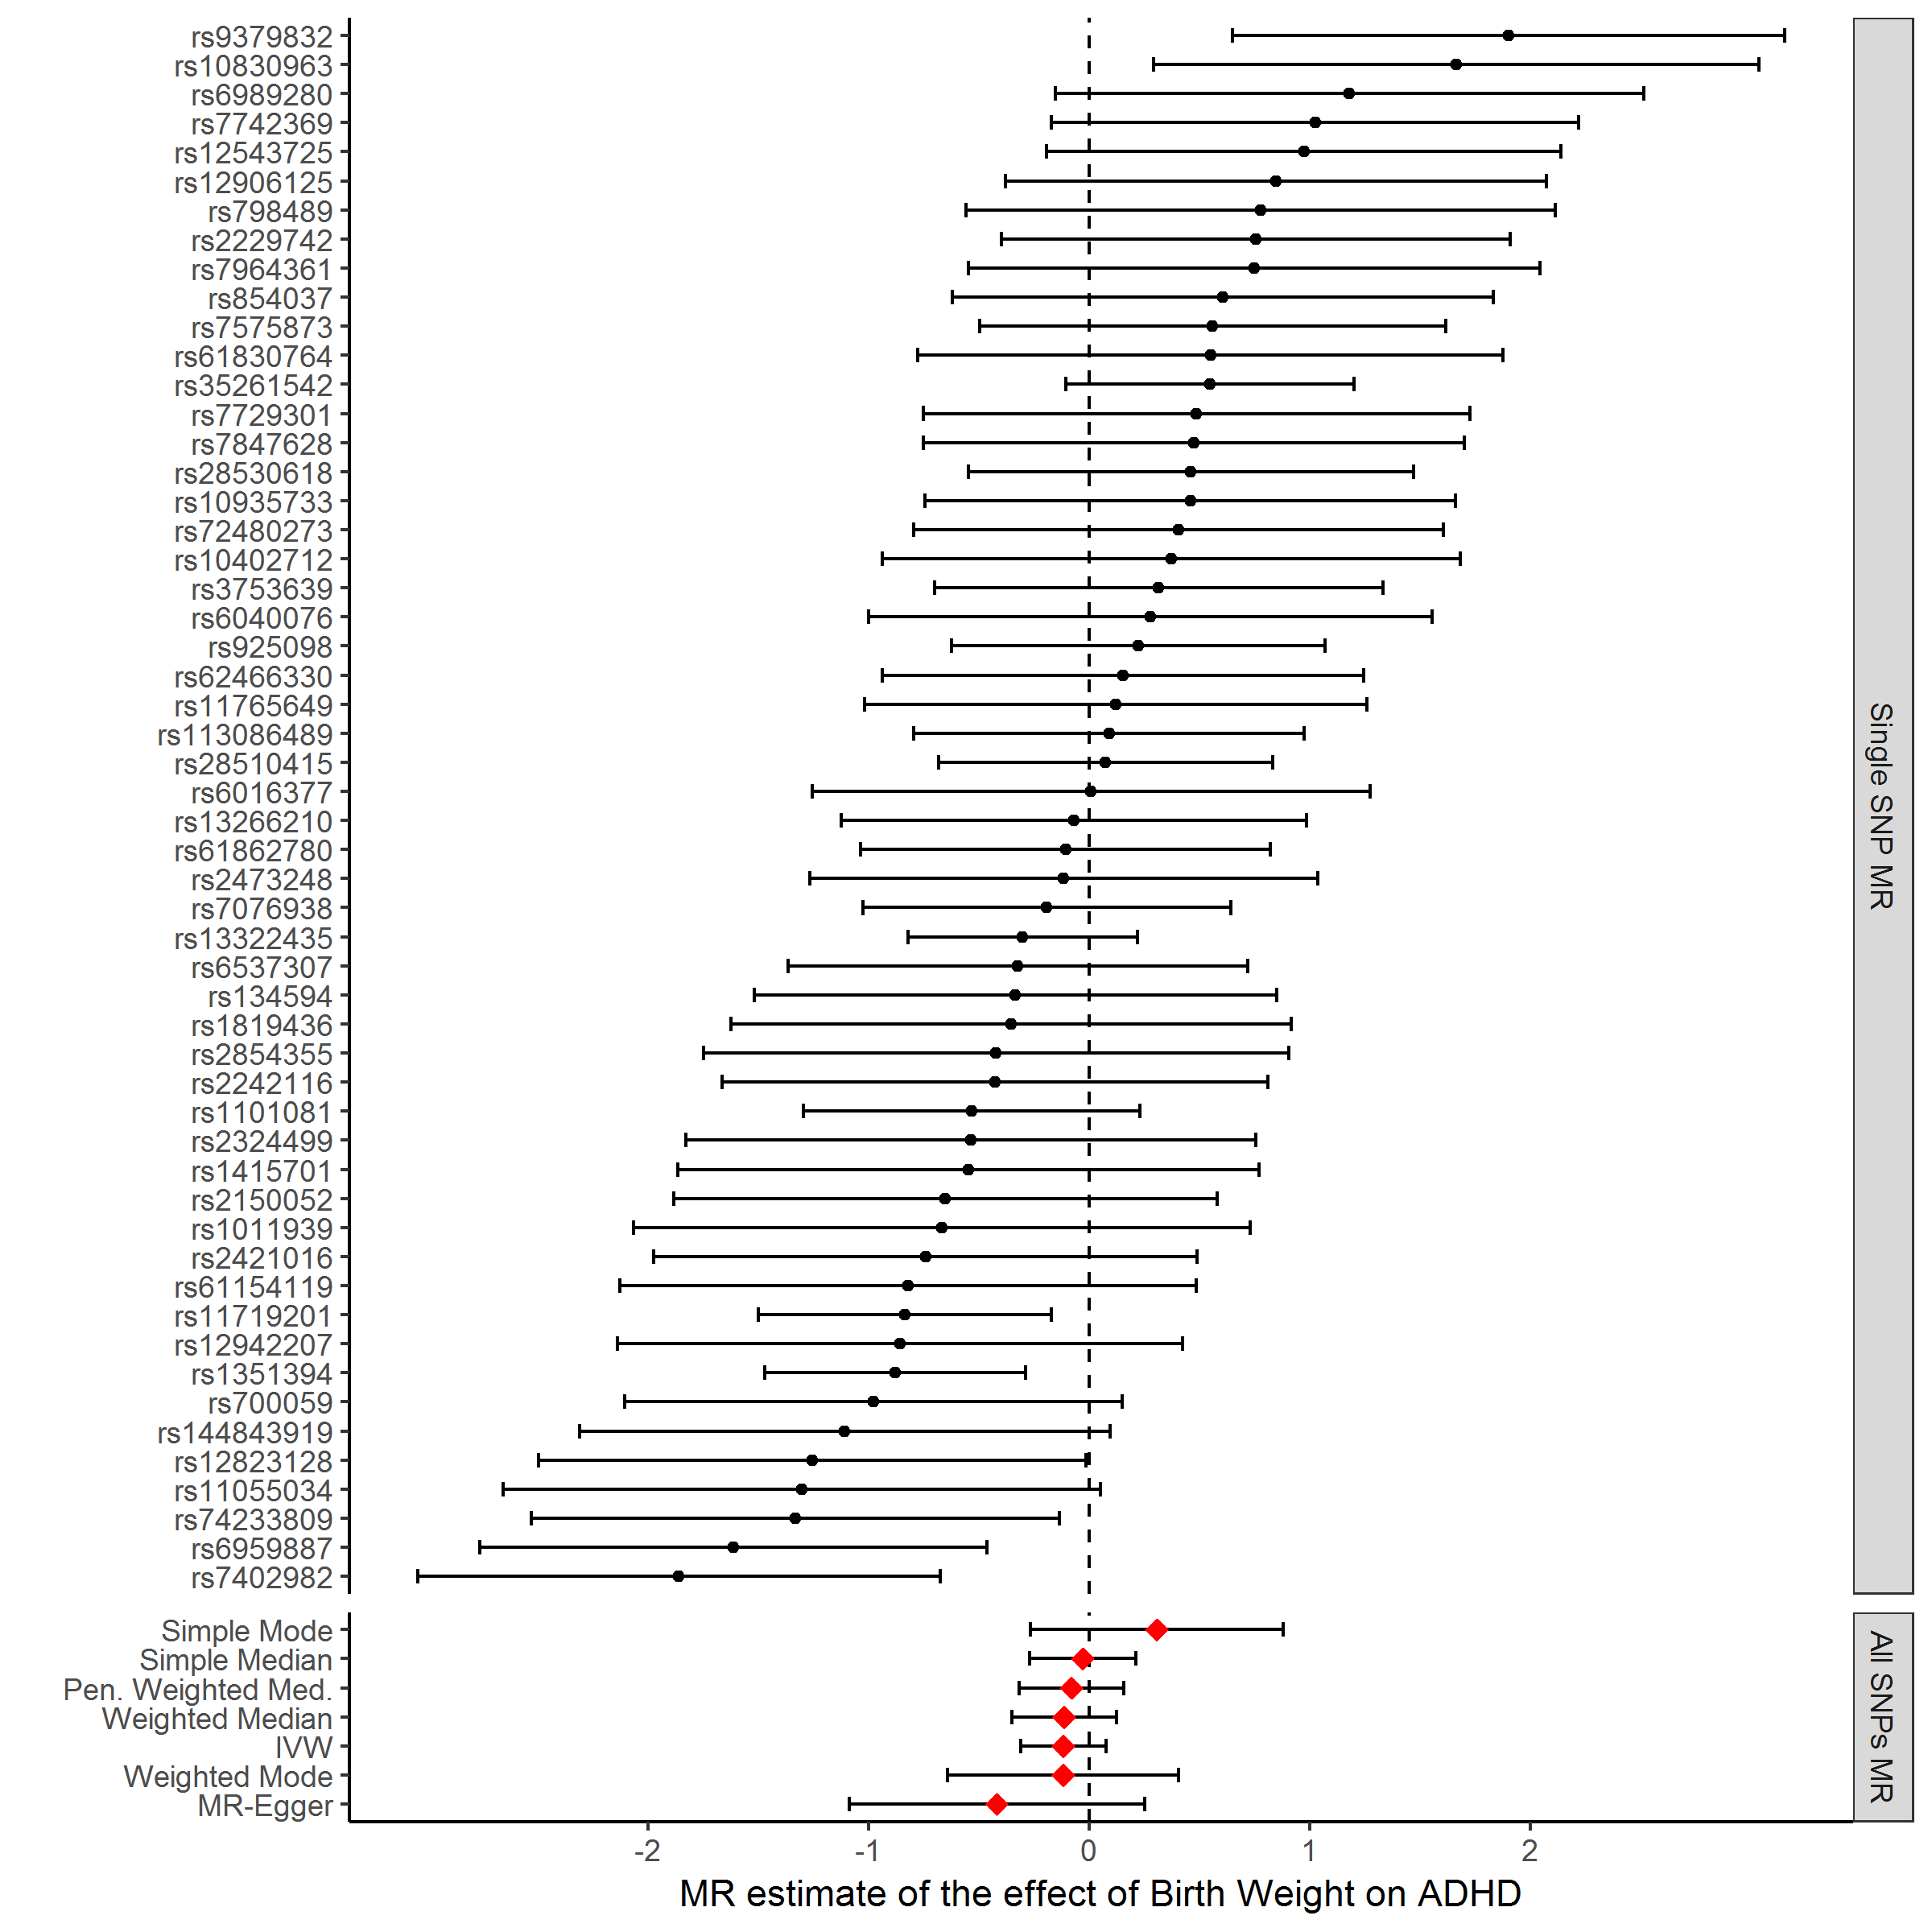 rs9379832
rs10830963
rs6989280
rs7742369
rs12543725
rs12906125
rs798489
rs2229742
rs7964361
rs854037
rs7575873
rs61830764
rs35261542
rs7729301
rs7847628
rs28530618
rs10935733
rs72480273
rs10402712
rs3753639
rs6040076
rs925098
rs62466330
rs11765649
rs113086489
rs28510415
rs6016377
rs13266210
rs61862780
rs2473248
rs7076938
rs13322435
rs6537307
rs134594
rs1819436
rs2854355
rs2242116
rs1101081
rs2324499
rs1415701
rs2150052
rs1011939
rs2421016
rs61154119
rs11719201
rs12942207
rs1351394
rs700059
rs144843919
rs12823128
rs11055034
rs74233809
rs6959887
rs7402982
Single SNP MR
Simple Mode
Simple Median
Pen. Weighted Med.
Weighted Median
IVW
Weighted Mode
MR-Egger
All SNPs MR
-2 -1 0 1 2
MR estimate of the effect of Birth Weight on ADHD